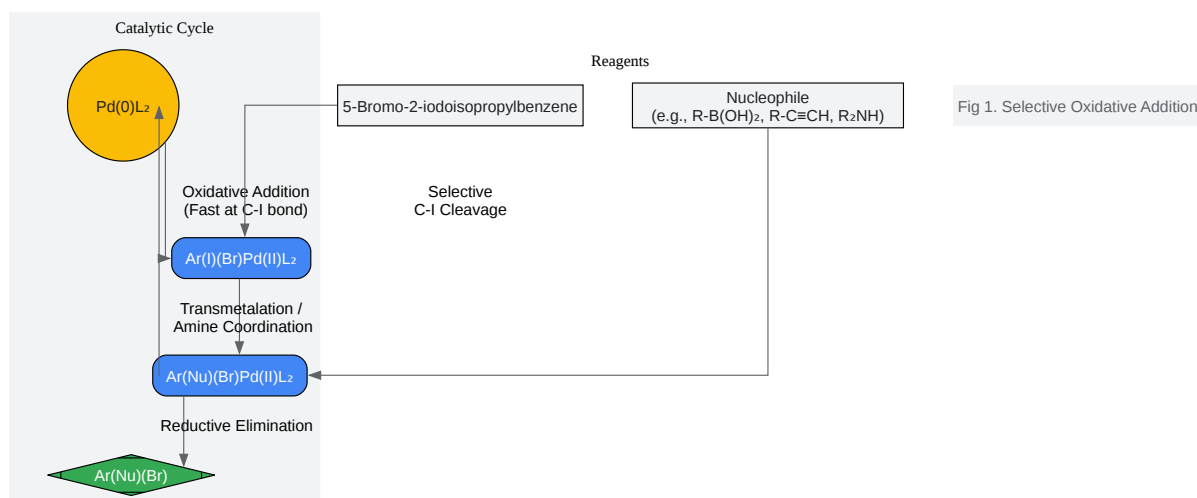 Catalytic Cycle
Reagents
Pd(0)L₂
5-Bromo-2-iodoisopropylbenzene
Nucleophile
(e.g., R-B(OH)₂, R-C≡CH, R₂NH)
Fig 1. Selective Oxidative Addition
Oxidative Addition
(Fast at C-I bond)
Selective
C-I Cleavage
Ar(I)(Br)Pd(II)L₂
Transmetalation /
Amine Coordination
Ar(Nu)(Br)Pd(II)L₂
Reductive Elimination
Ar(Nu)(Br)